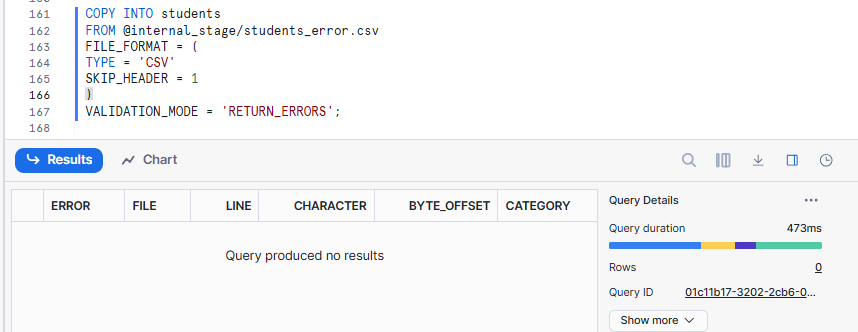 160
161 COPY INTO students
162 FROM @internal_stage/students_error.csv
163 FILE_FORMAT = (
164 TYPE = 'CSV'
165 SKIP_HEADER = 1
166 )
167 VALIDATION_MODE = 'RETURN_ERRORS';
168
Results Chart
ERROR FILE LINE CHARACTER BYTE_OFFSET CATEGORY
Query produced no results
Query Details ...
Query duration 473ms
Rows 0
Query ID 01c11b17-3202-2cb6-0...
Show more